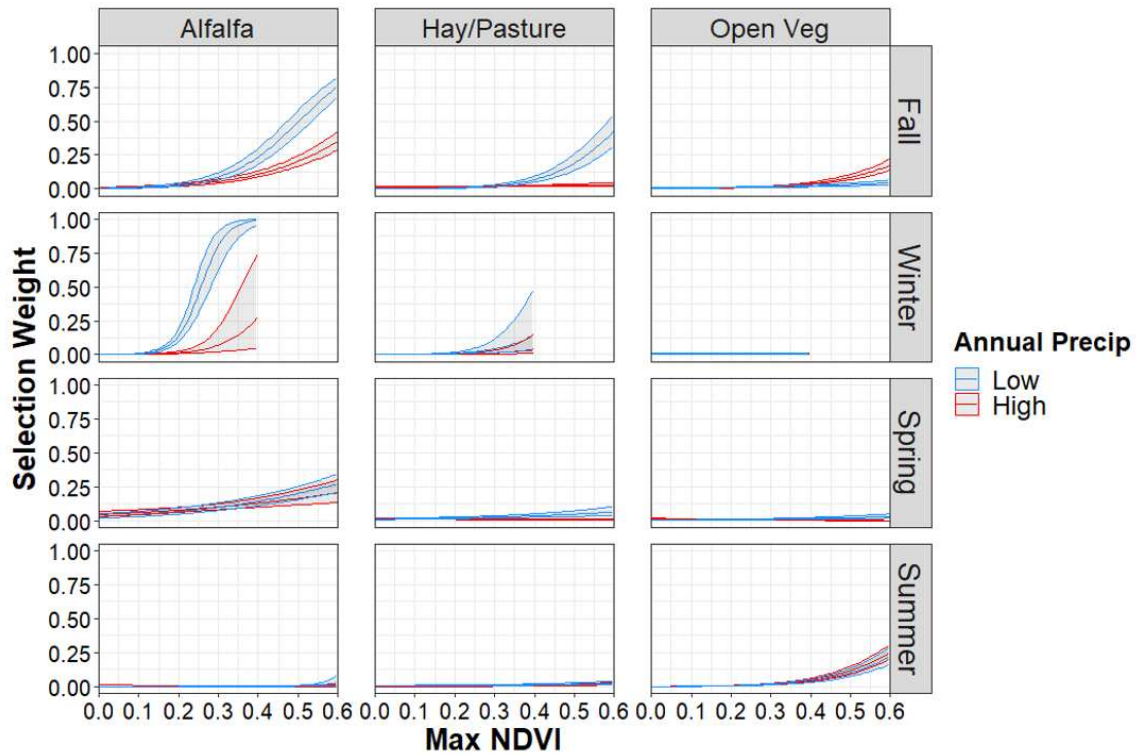 Alfalfa
Hay/Pasture
Open Veg
1.00
0.75
0.50
0.25
0.00
Fall
1.00
0.75
0.50
0.25
0.00
Winter
1.00
0.75
0.50
0.25
0.00
Spring
1.00
0.75
0.50
0.25
0.00
Summer
Selection Weight
0.0 0.1 0.2 0.3 0.4 0.5 0.6
0.0 0.1 0.2 0.3 0.4 0.5 0.6
0.0 0.1 0.2 0.3 0.4 0.5 0.6
Max NDVI
Annual Precip
Low
High